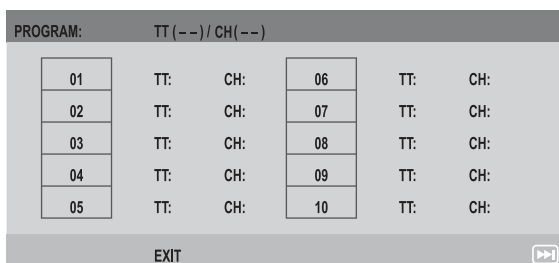 PROGRAM: TT (– –) / CH(– –)
01 TT: CH: 06 TT: CH:
02 TT: CH: 07 TT: CH:
03 TT: CH: 08 TT: CH:
04 TT: CH: 09 TT: CH:
05 TT: CH: 10 TT: CH:
EXIT